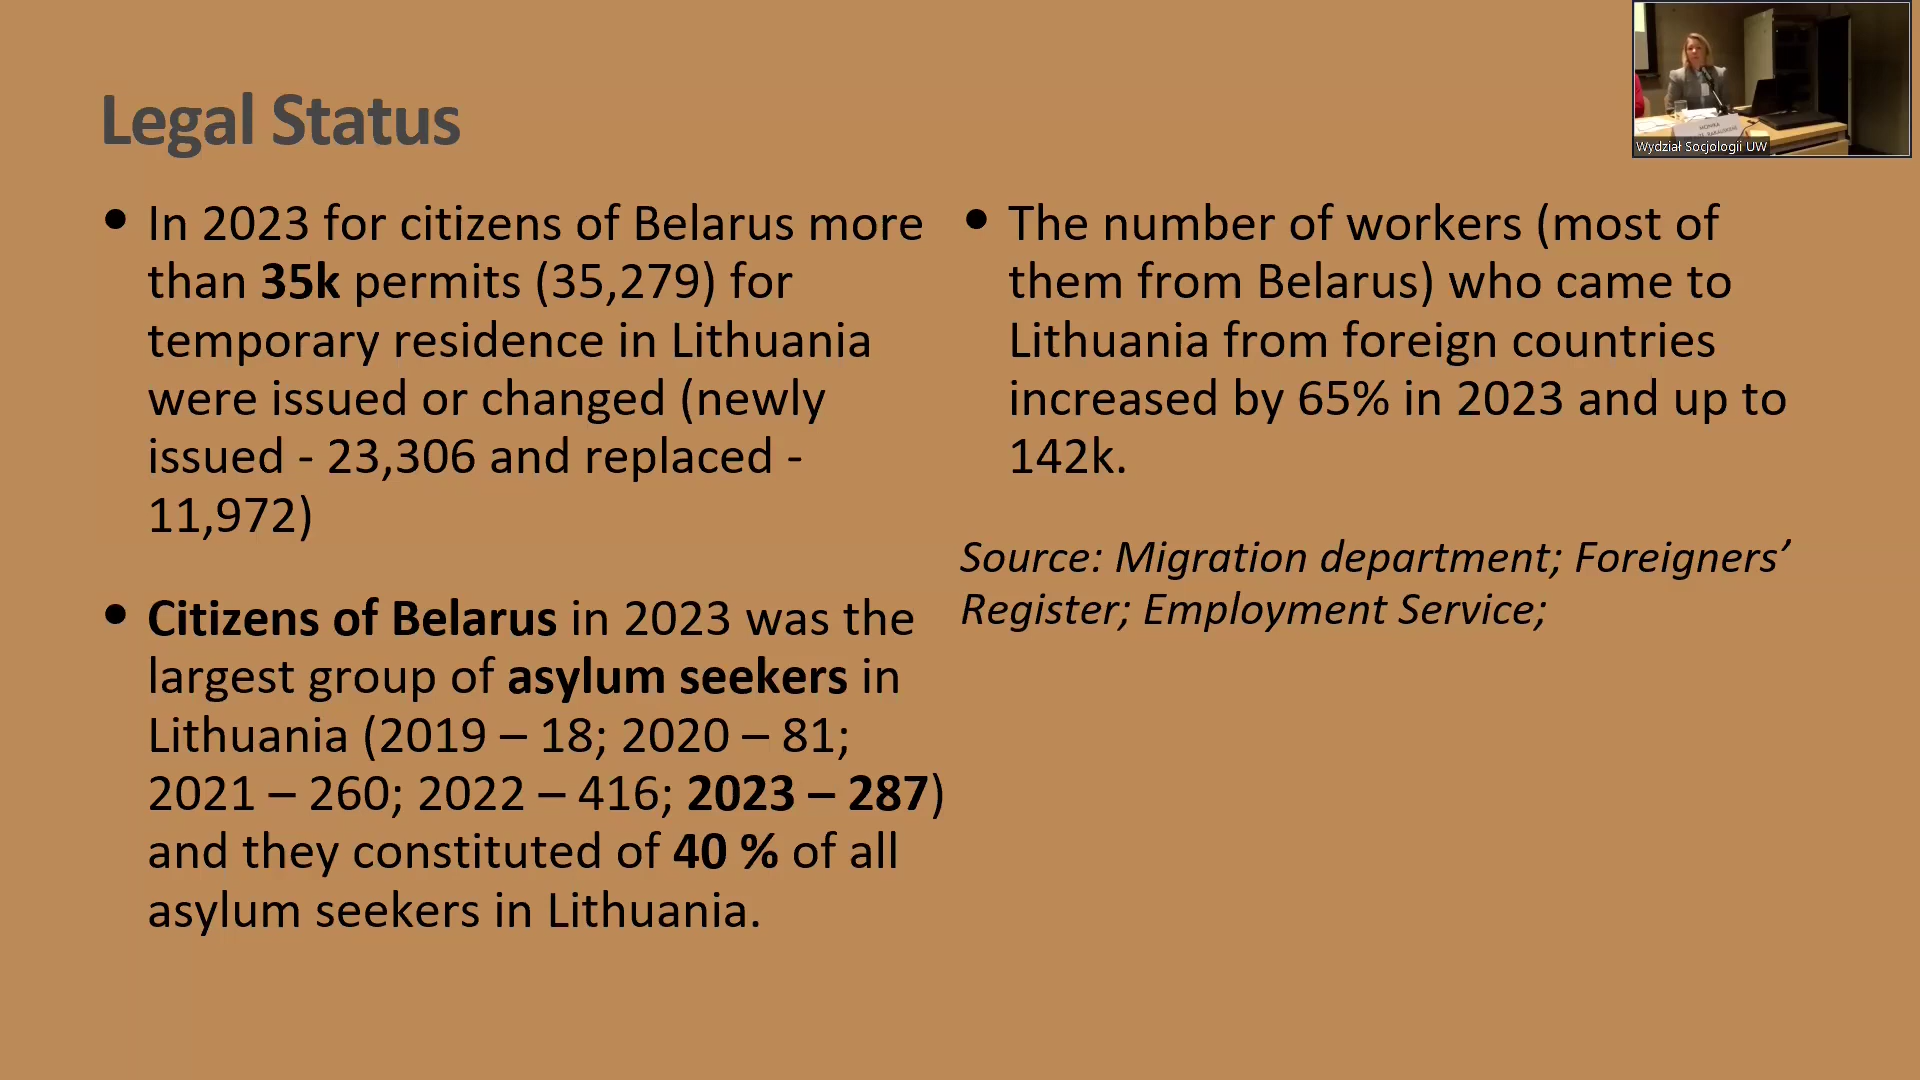 Legal Status
• In 2023 for citizens of Belarus more
than 35k permits (35,279) for
temporary residence in Lithuania
were issued or changed (newly
issued - 23,306 and replaced -
11,972)
• Citizens of Belarus in 2023 was the
largest group of asylum seekers in
Lithuania (2019 – 18; 2020 – 81;
2021 – 260; 2022 – 416; 2023 – 287)
and they constituted of 40 % of all
asylum seekers in Lithuania.
• The number of workers (most of
them from Belarus) who came to
Lithuania from foreign countries
increased by 65% in 2023 and up to
142k.
Source: Migration department; Foreigners’
Register; Employment Service;
MONIKA
Wydział Socjologii UW